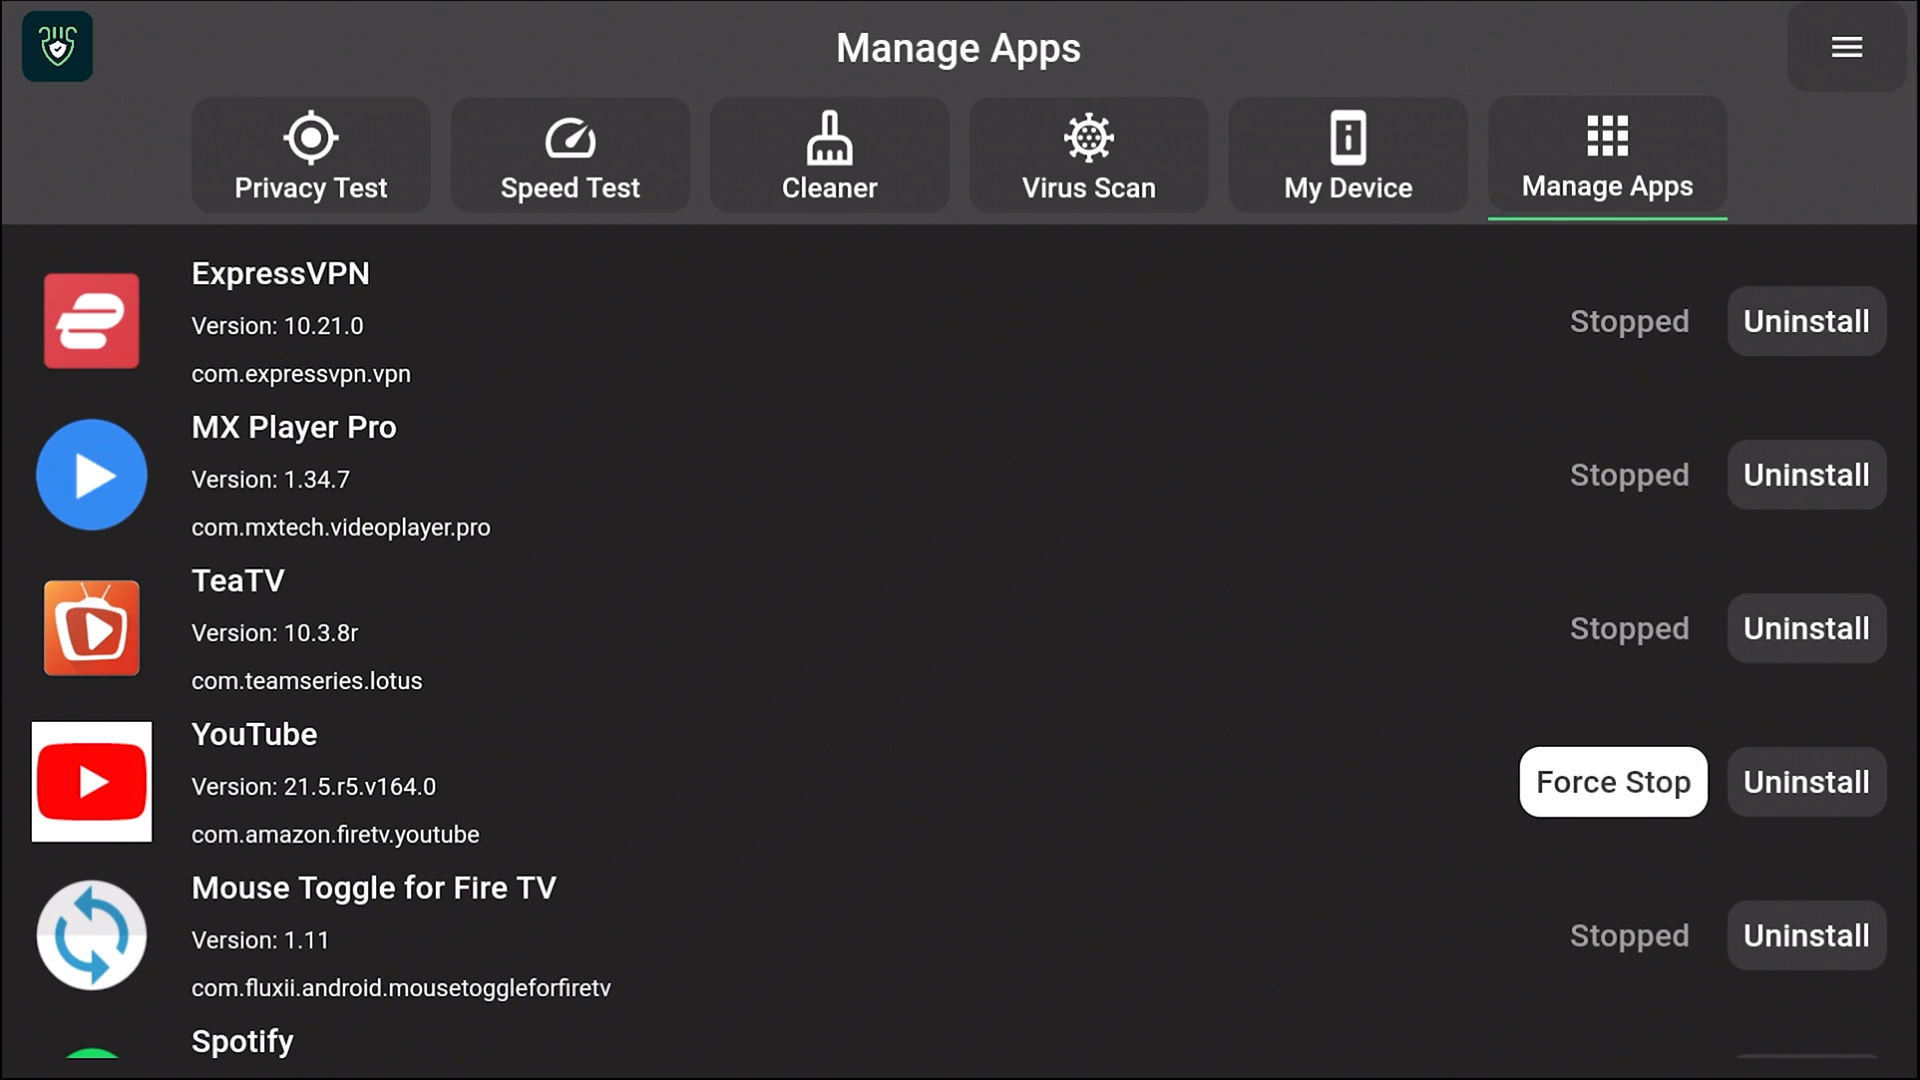 Manage Apps
Privacy Test
Speed Test
Cleaner
Virus Scan
My Device
Manage Apps
ExpressVPN
Version: 10.21.0
com.expressvpn.vpn
Stopped
Uninstall
MX Player Pro
Version: 1.34.7
com.mxtech.videoplayer.pro
Stopped
Uninstall
TeaTV
Version: 10.3.8r
com.teamseries.lotus
Stopped
Uninstall
YouTube
Version: 21.5.r5.v164.0
com.amazon.firetv.youtube
Force Stop
Uninstall
Mouse Toggle for Fire TV
Version: 1.11
com.fluxii.android.mousetoggleforfiretv
Stopped
Uninstall
Spotify